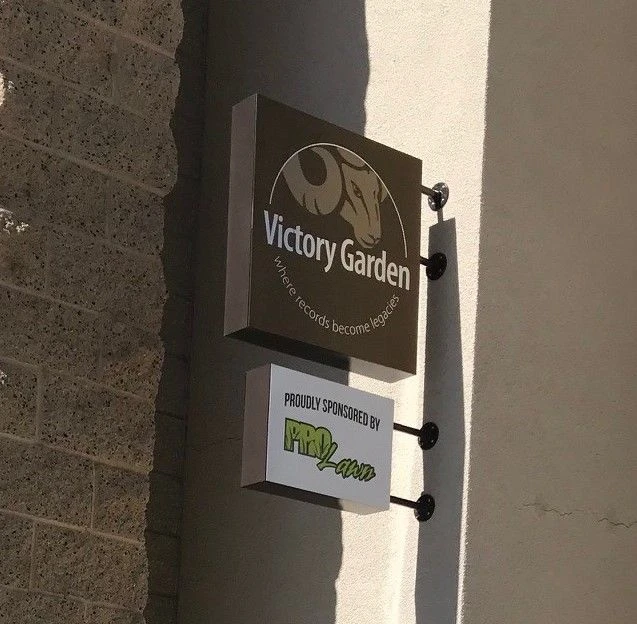 Victory Garden
where records become legacies
PROUDLY SPONSORED BY
PRO
Lawn